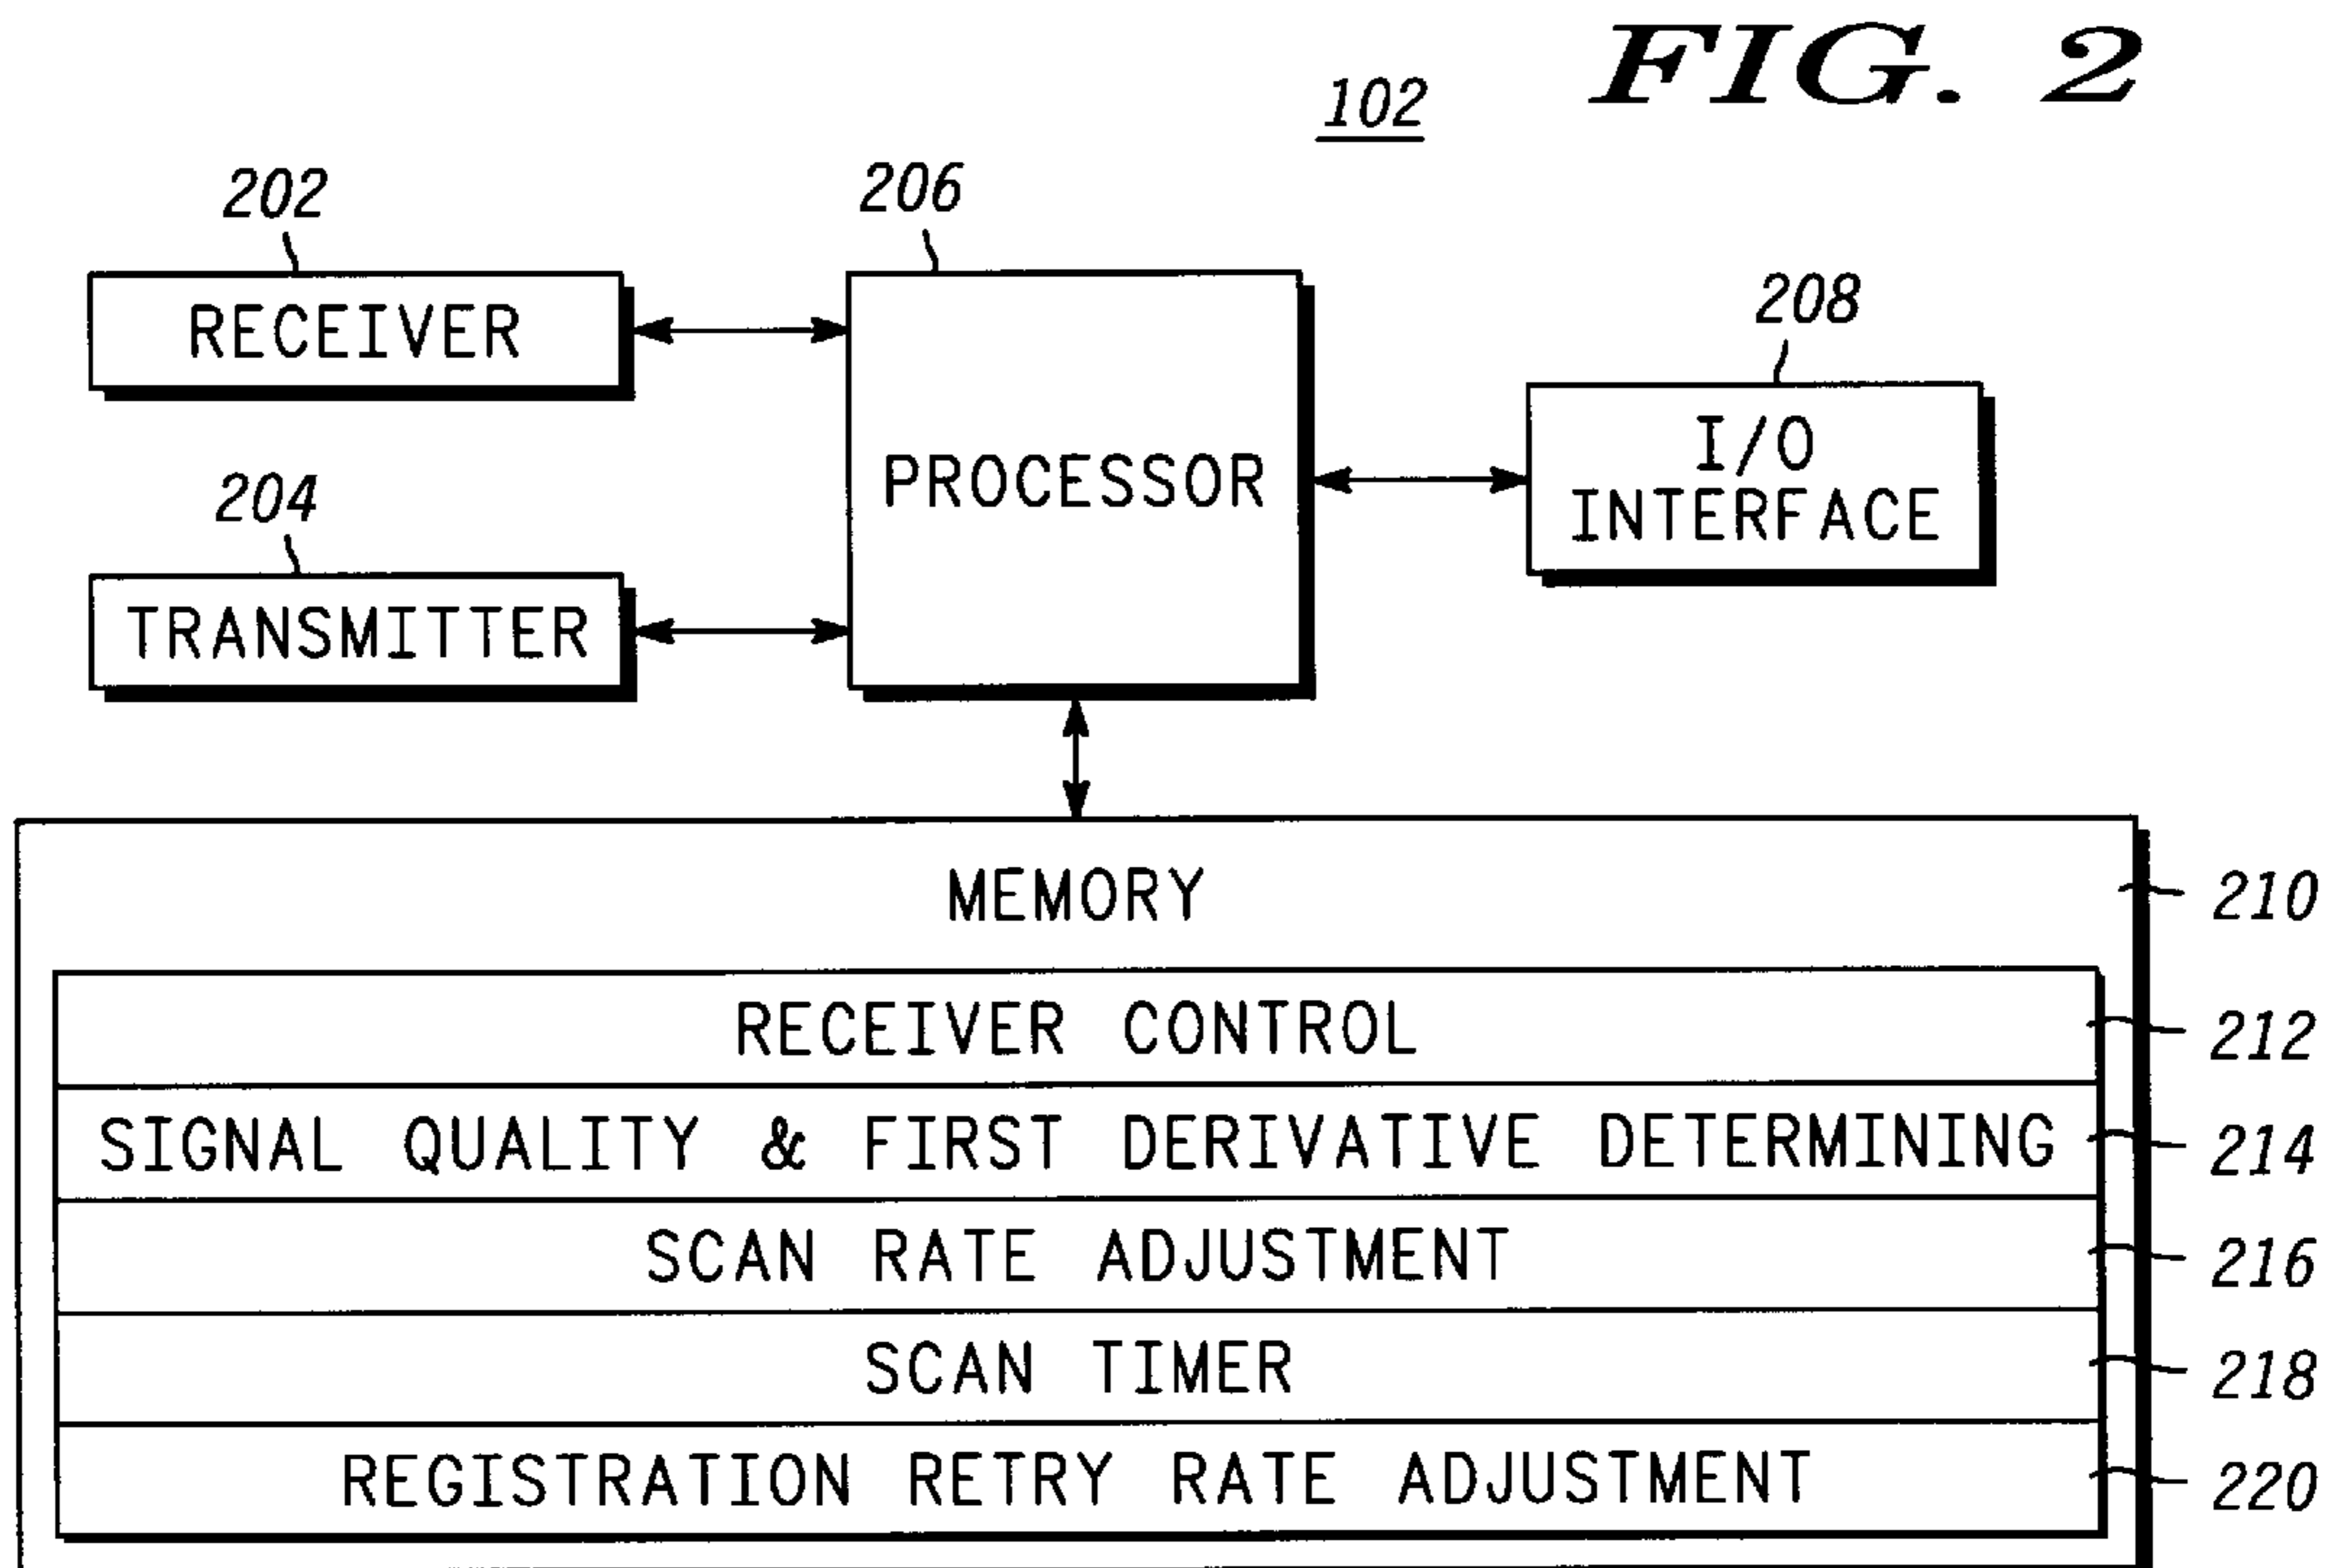 FIG. 2
102
202
206
RECEIVER
208
I/O
INTERFACE
PROCESSOR
204
TRANSMITTER
MEMORY
210
RECEIVER CONTROL
212
SIGNAL QUALITY & FIRST DERIVATIVE DETERMINING
214
SCAN RATE ADJUSTMENT
216
SCAN TIMER
218
REGISTRATION RETRY RATE ADJUSTMENT
220